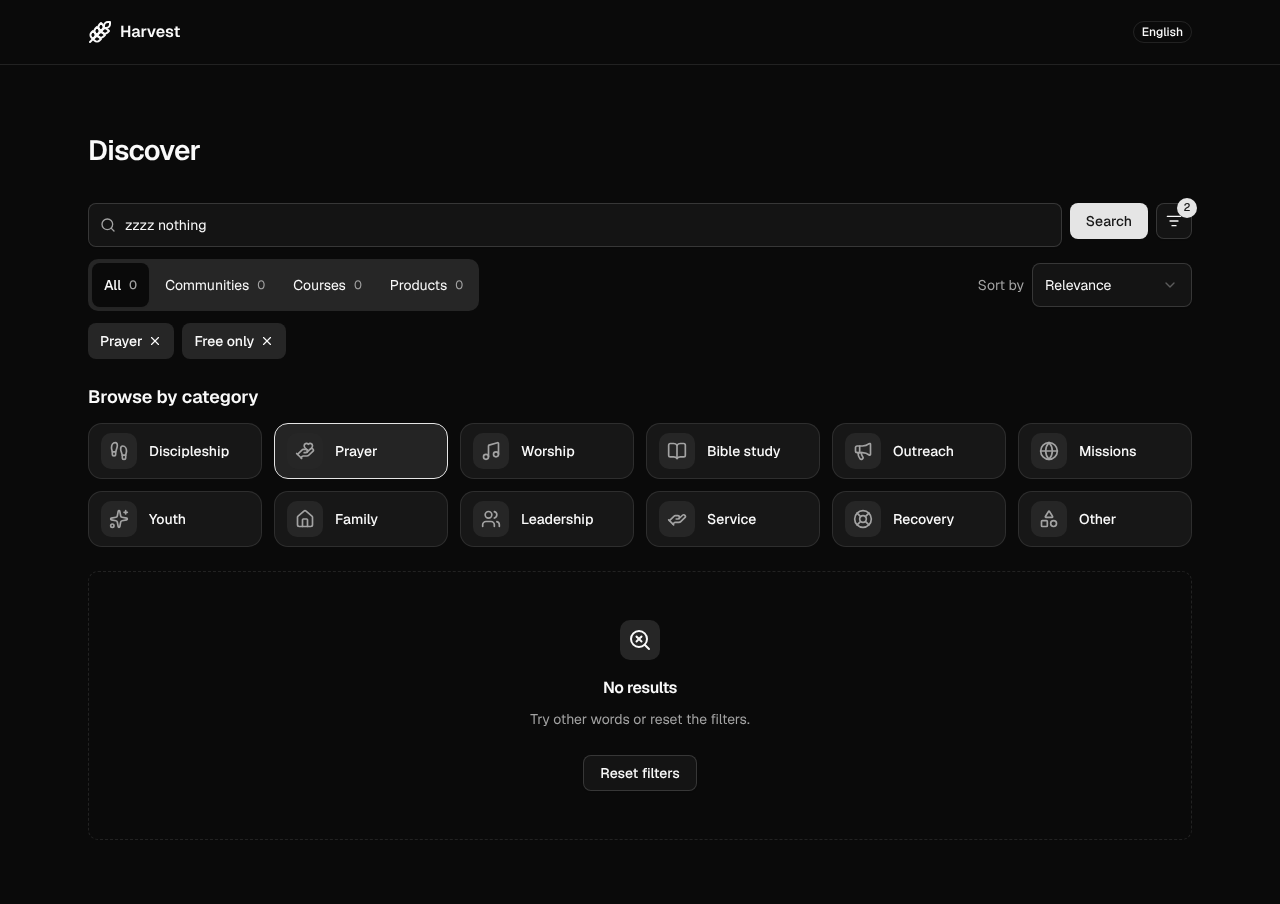 Harvest
English
Discover
zzzz nothing
Search
2
All 0
Communities 0
Courses 0
Products 0
Sort by
Relevance
Prayer
Free only
Browse by category
Discipleship
Prayer
Worship
Bible study
Outreach
Missions
Youth
Family
Leadership
Service
Recovery
Other
No results
Try other words or reset the filters.
Reset filters